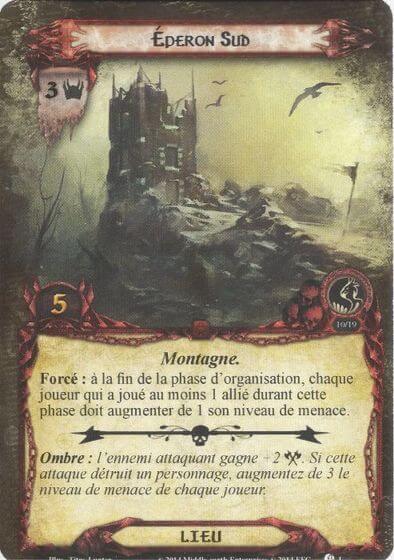 Éperon Sud
3
5
10/19
Montagne.
Forcé : à la fin de la phase d'organisation, chaque
joueur qui a joué au moins 1 allié durant cette
phase doit augmenter de 1 son niveau de menace.
Ombre : l'ennemi attaquant gagne +2. Si cette
attaque détruit un personnage, augmentez de 3 le
niveau de menace de chaque joueur.
LIEU